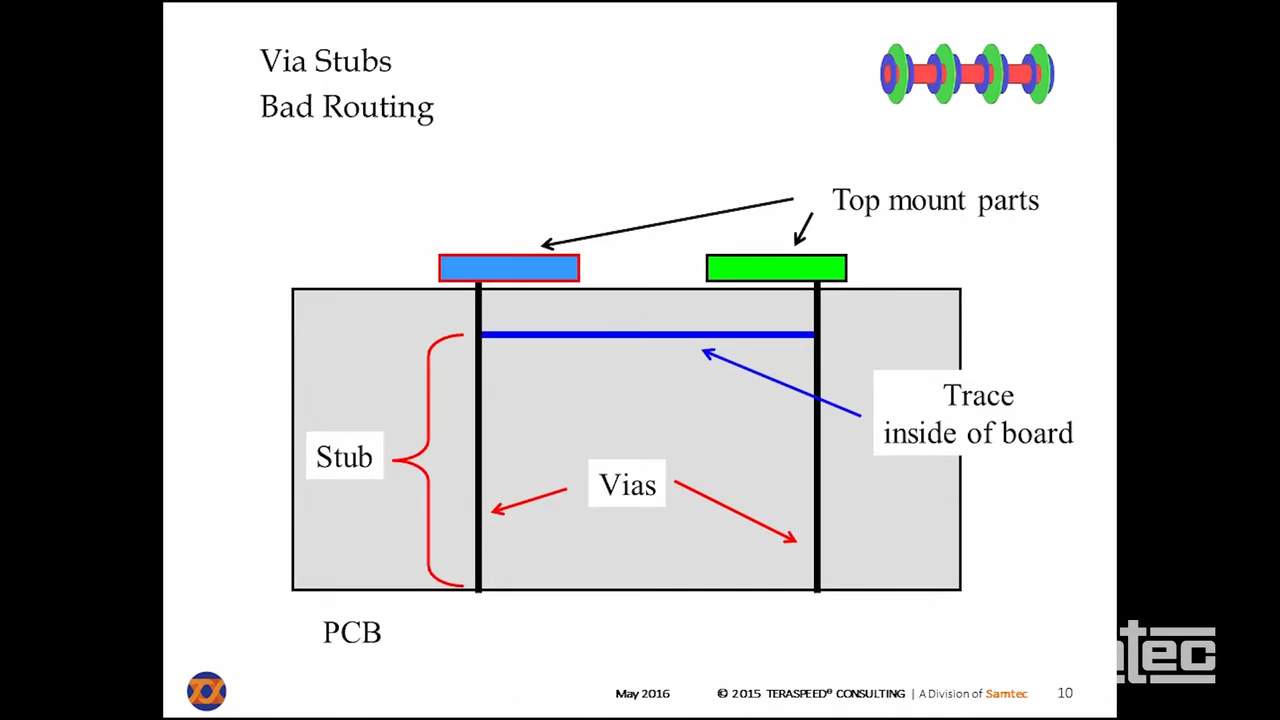 Via Stubs
Bad Routing
Top mount parts
Trace
inside of board
Stub
Vias
PCB
May 2016
© 2015 TERASPEED® CONSULTING | A Division of Samtec
10